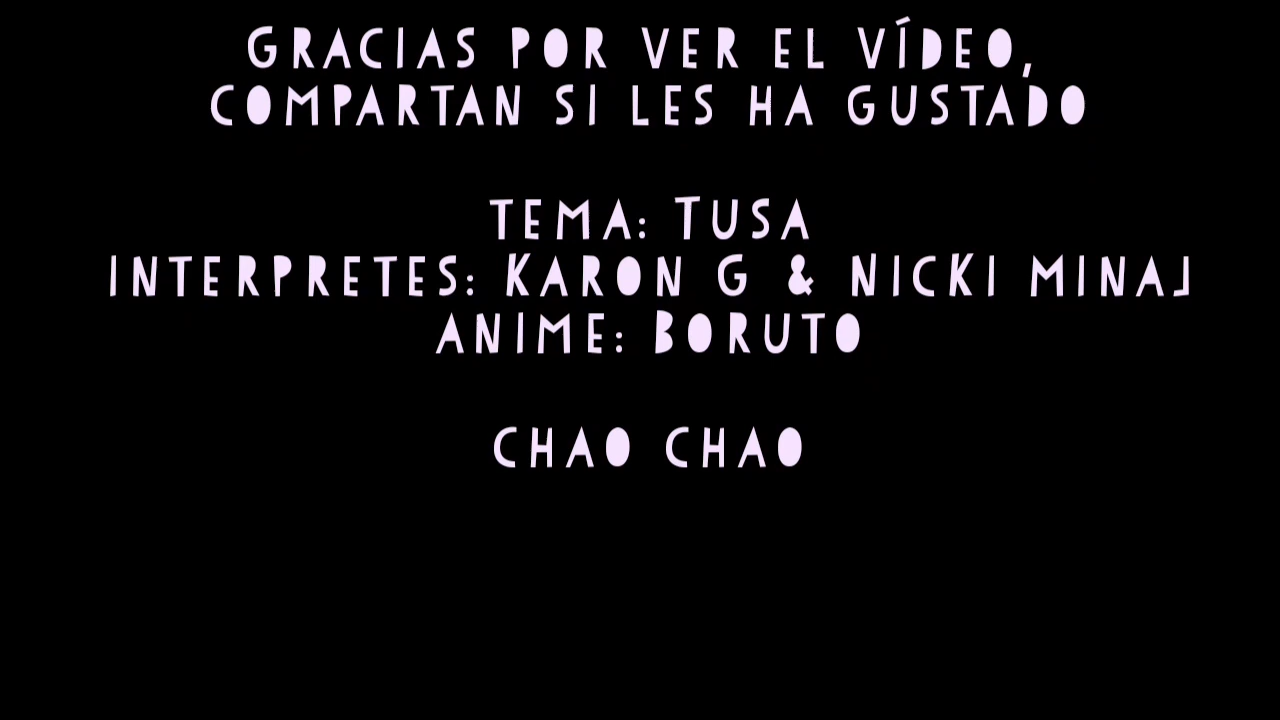 GRACIAS POR VER EL VÍDEO,
COMPARTAN SI LES HA GUSTADO
TEMA: TUSA
INTERPRETES: KARON G & NICKI MINAJ
ANIME: BORUTO
CHAO CHAO